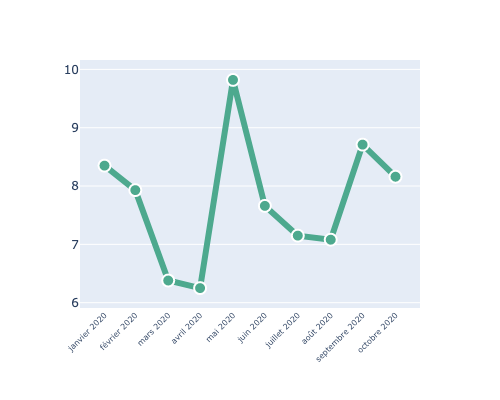 10
9
8
7
6
janvier 2020
février 2020
mars 2020
avril 2020
mai 2020
juin 2020
juillet 2020
août 2020
septembre 2020
octobre 2020